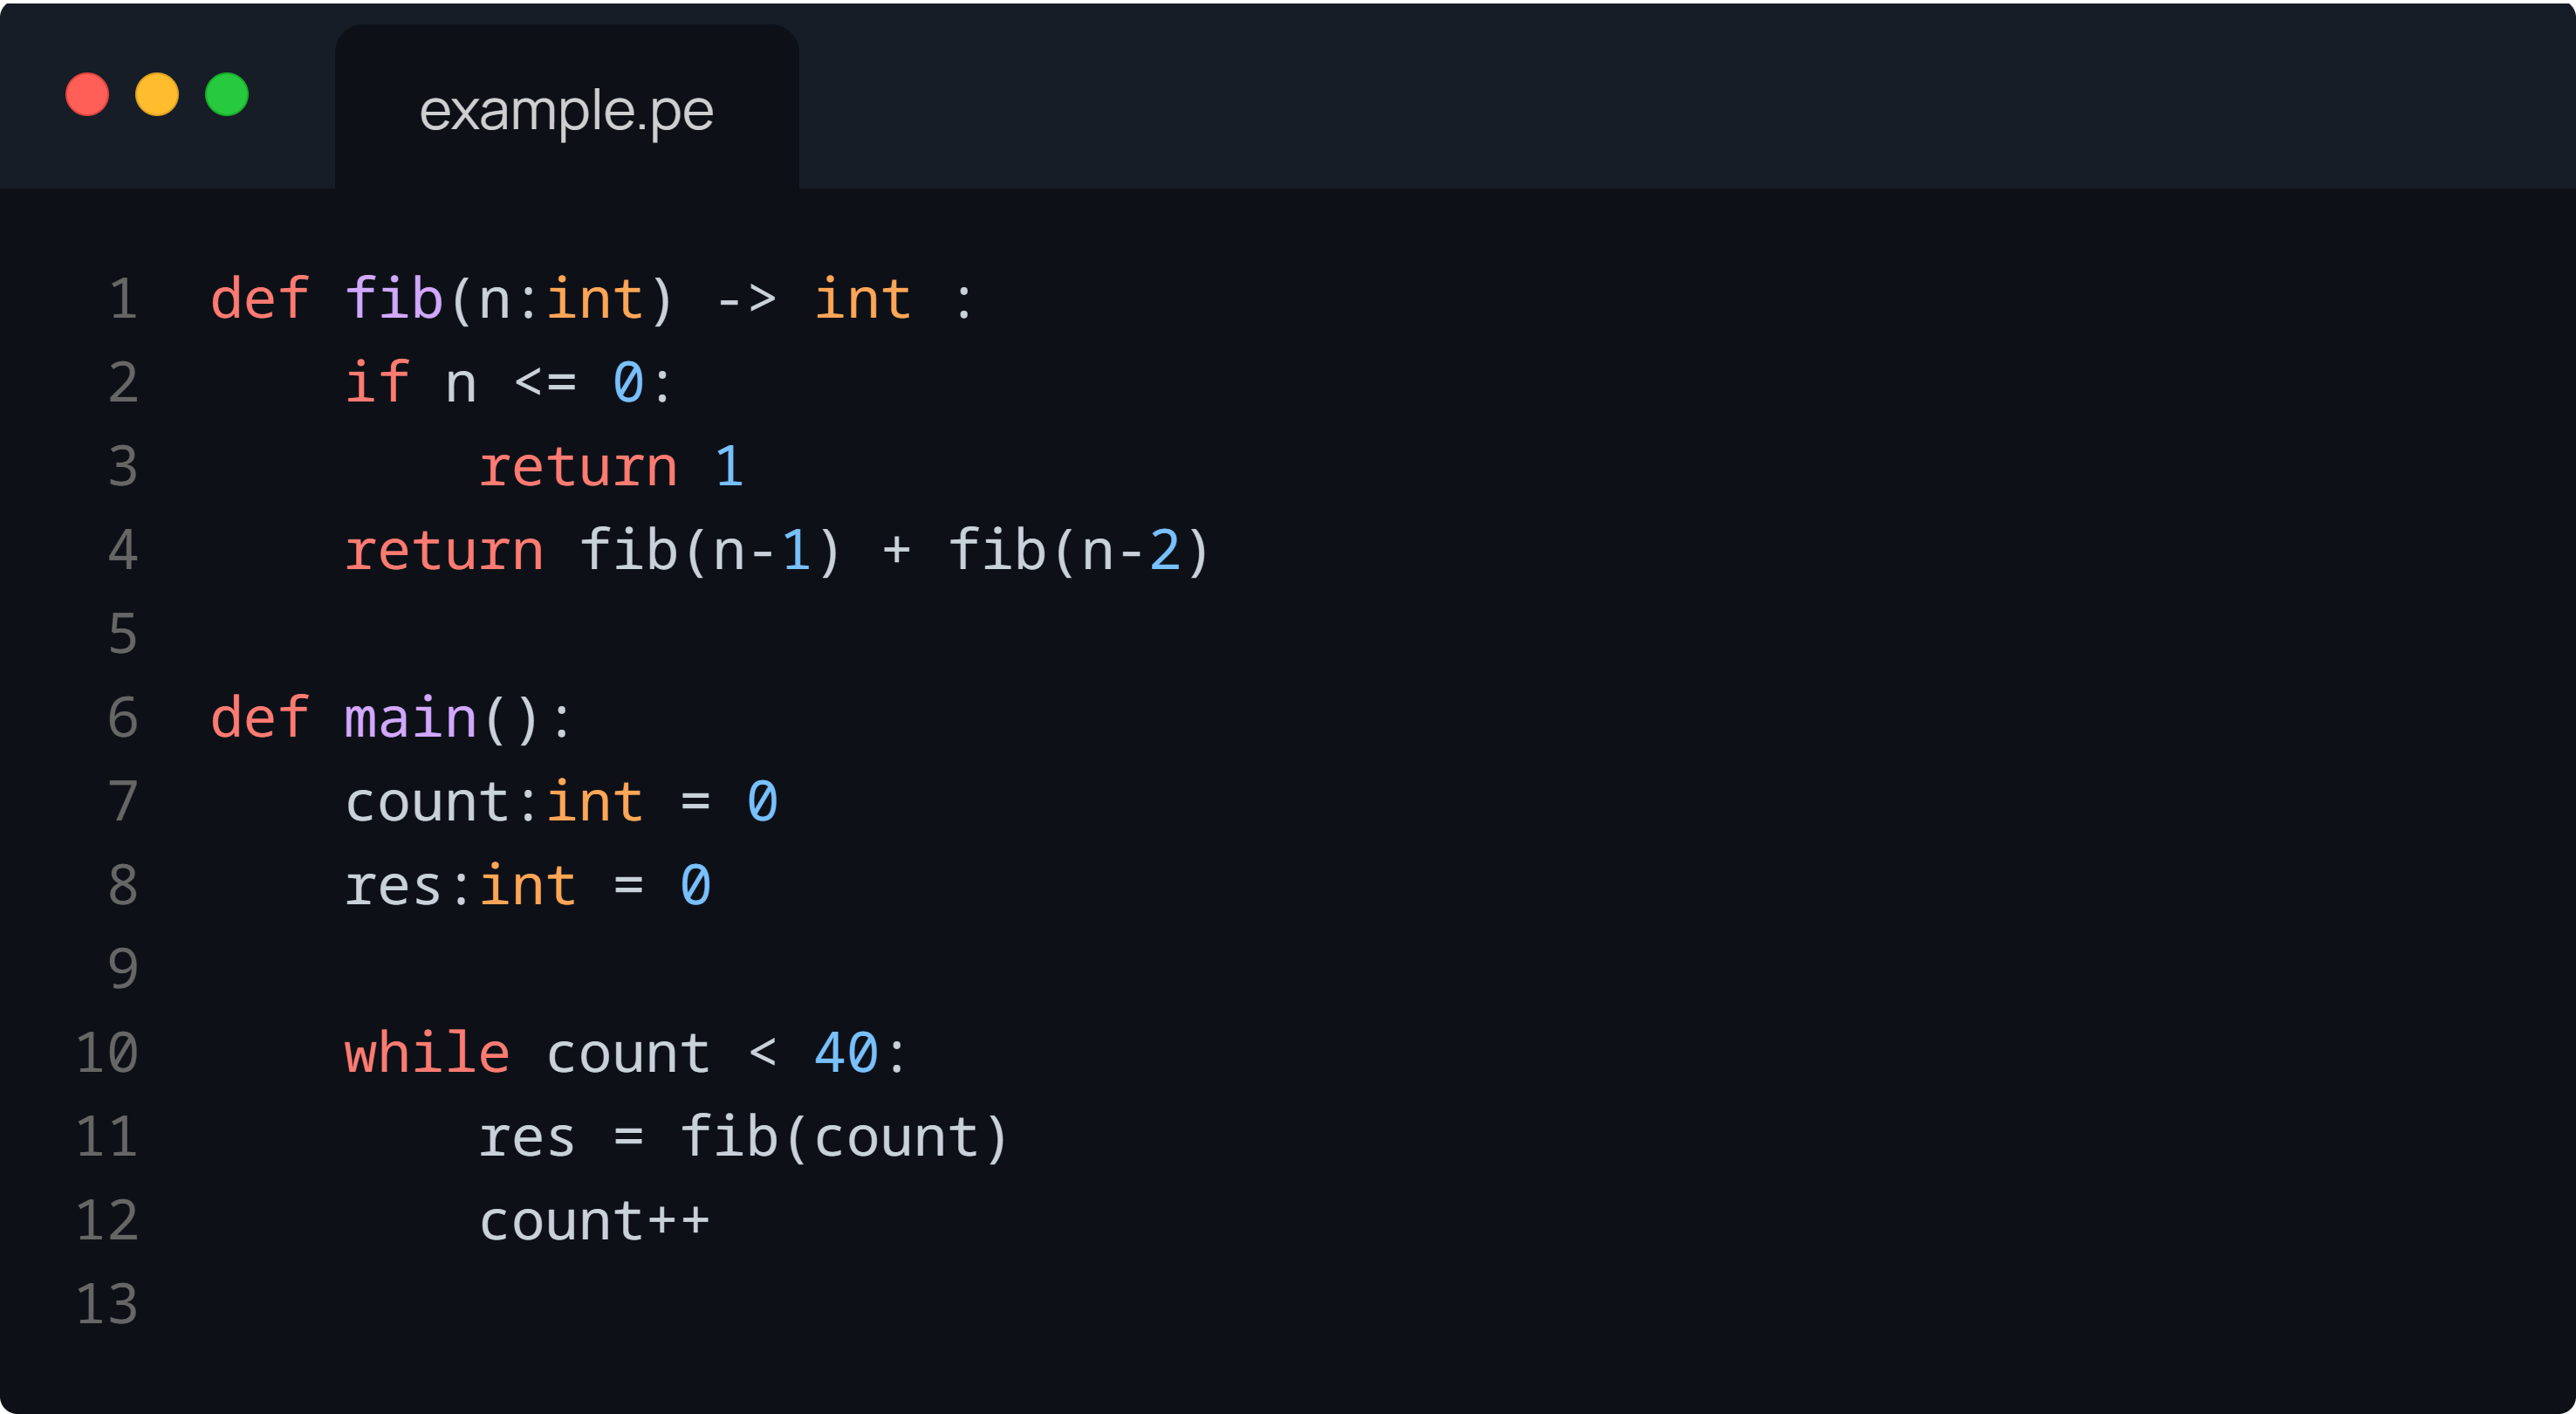 example.pe
1 def fib(n:int) -> int :
2     if n <= 0:
3         return 1
4     return fib(n-1) + fib(n-2)
5
6 def main():
7     count:int = 0
8     res:int = 0
9
10     while count < 40:
11         res = fib(count)
12         count++
13